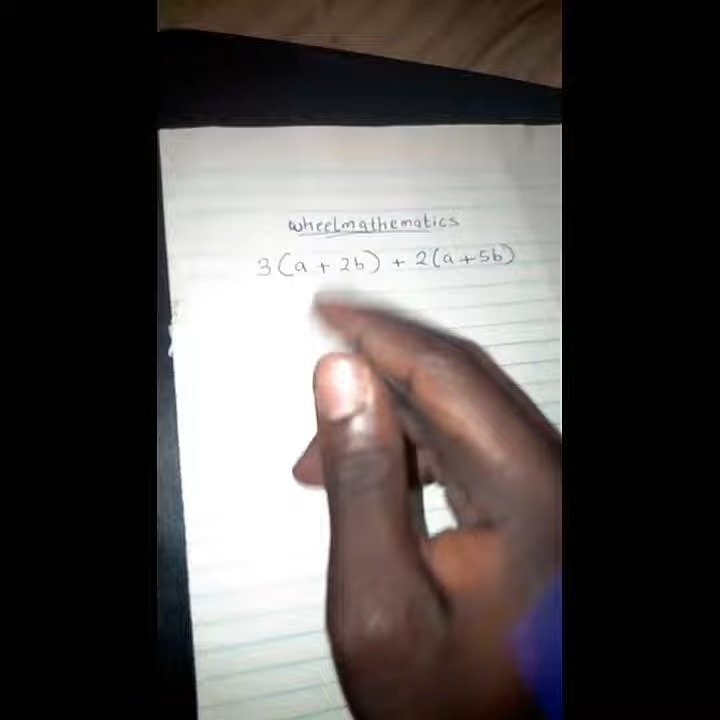 wheelmathematics
3(a + 2b) + 2(a + 5b)